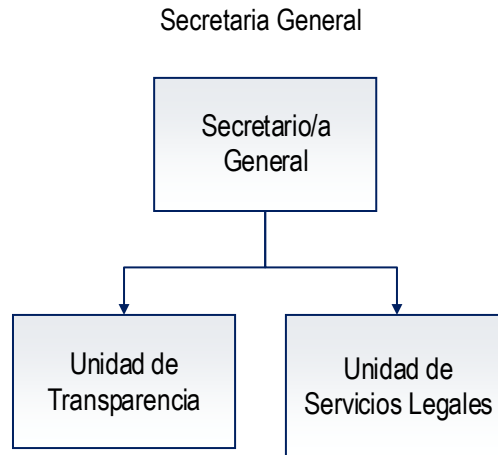 Secretaria General
Secretario/a
General
Unidad de
Transparencia
Unidad de
Servicios Legales